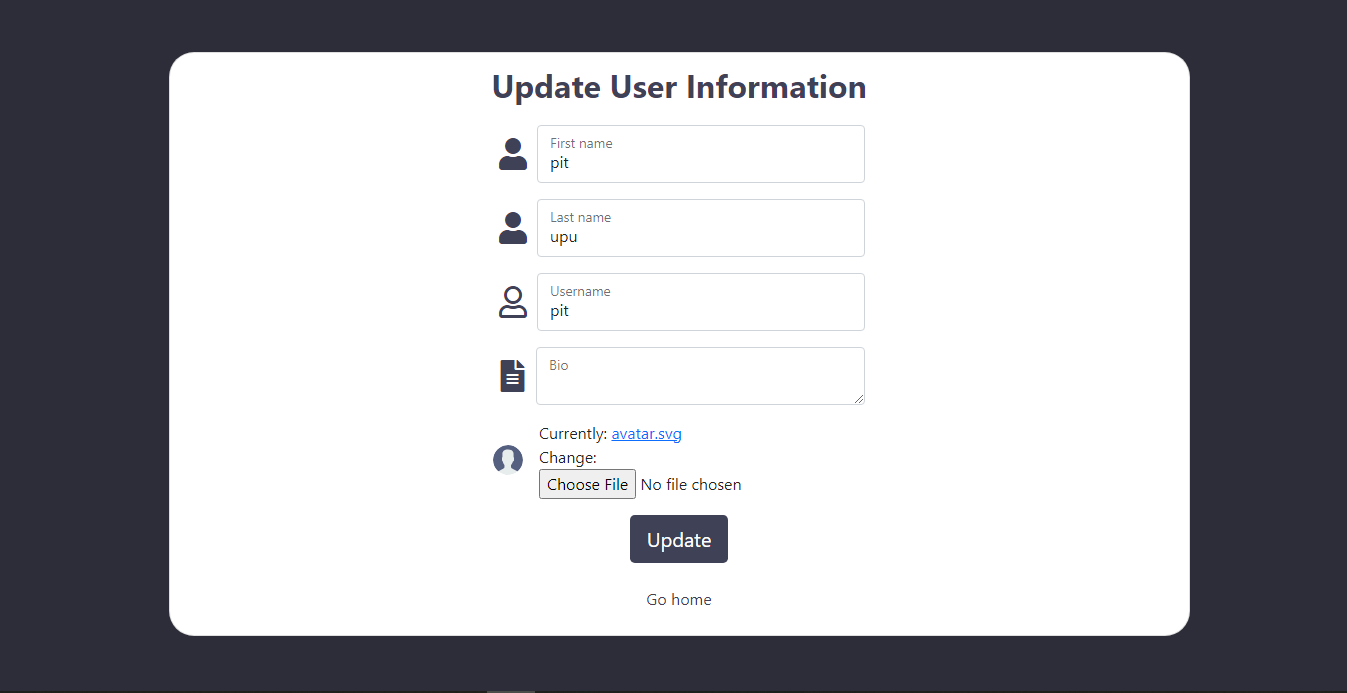 Update User Information
First name
pit
Last name
upu
Username
pit
Bio
Currently: avatar.svg
Change:
Choose File No file chosen
Update
Go home